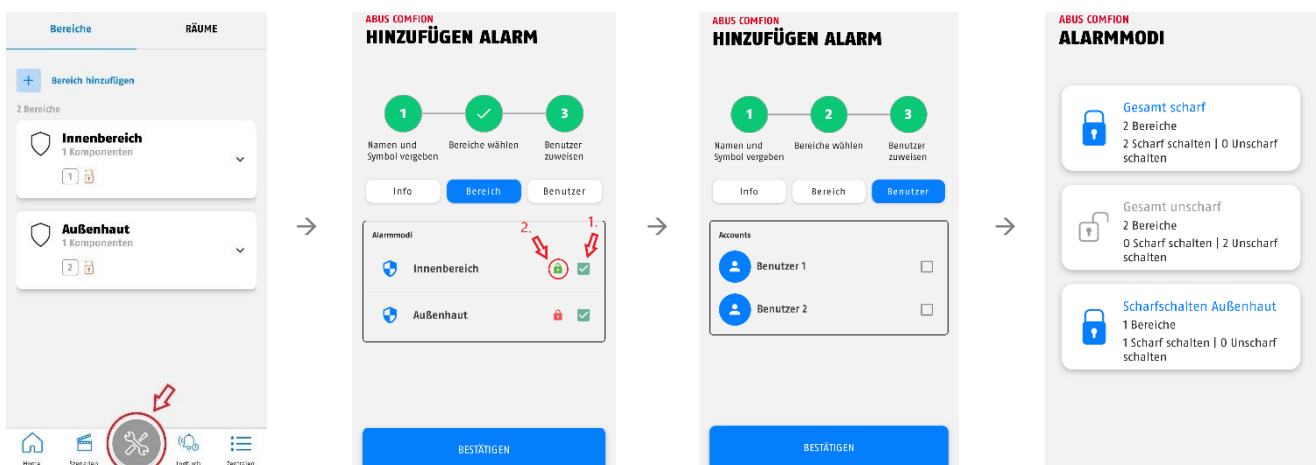 Bereiche
RÄUME
+ Bereich hinzufügen
2 Bereiche
Innenbereich
1 Komponenten
1
Außenhaut
1 Komponenten
2
Home
Szenarien
Logbuch
Zentralen
→
ABUS COMFION
HINZUFÜGEN ALARM
1
3
Namen und
Symbol vergeben
Bereiche wählen
Benutzer
zuweisen
Info
Bereich
Benutzer
Alarmmodi
2.
1.
Innenbereich
Außenhaut
BESTÄTIGEN
→
ABUS COMFION
HINZUFÜGEN ALARM
1
2
3
Namen und
Symbol vergeben
Bereiche wählen
Benutzer
zuweisen
Info
Bereich
Benutzer
Accounts
Benutzer 1
Benutzer 2
BESTÄTIGEN
→
ABUS COMFION
ALARMMODI
Gesamt scharf
2 Bereiche
2 Scharf schalten | 0 Unscharf
schalten
Gesamt unscharf
2 Bereiche
0 Scharf schalten | 2 Unscharf
schalten
Scharfschalten Außenhaut
1 Bereiche
1 Scharf schalten | 0 Unscharf
schalten